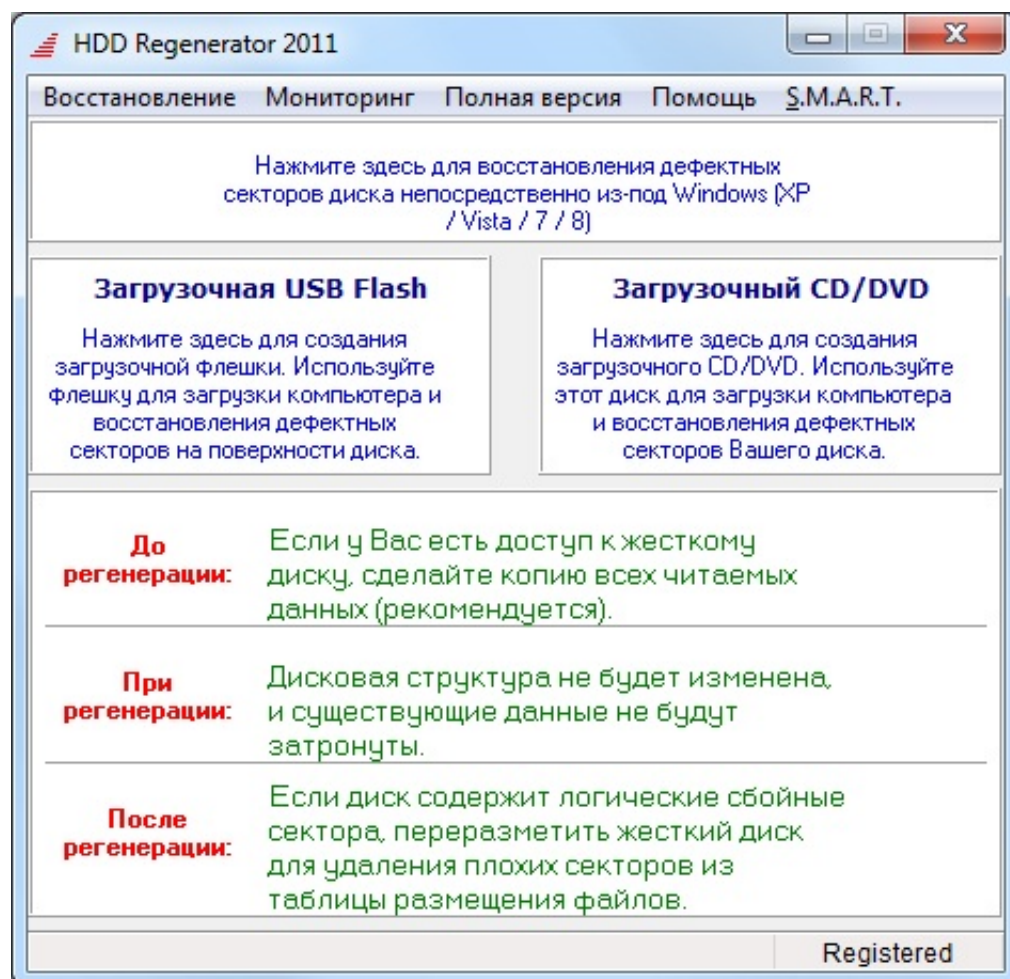 HDD Regenerator 2011
Восстановление Мониторинг Полная версия Помощь S.M.A.R.T.
Нажмите здесь для восстановления дефектных
секторов диска непосредственно из-под Windows (XP
/ Vista / 7 / 8)
Загрузочная USB Flash
Нажмите здесь для создания
загрузочной флешки. Используйте
флешку для загрузки компьютера и
восстановления дефектных
секторов на поверхности диска.
Загрузочный CD/DVD
Нажмите здесь для создания
загрузочного CD/DVD. Используйте
этот диск для загрузки компьютера
и восстановления дефектных
секторов Вашего диска.
До
регенерации:
Если у Вас есть доступ к жесткому
диску, сделайте копию всех читаемых
данных (рекомендуется).
При
регенерации:
Дисковая структура не будет изменена,
и существующие данные не будут
затронуты.
После
регенерации:
Если диск содержит логические сбойные
сектора, переразметить жесткий диск
для удаления плохих секторов из
таблицы размещения файлов.
Registered